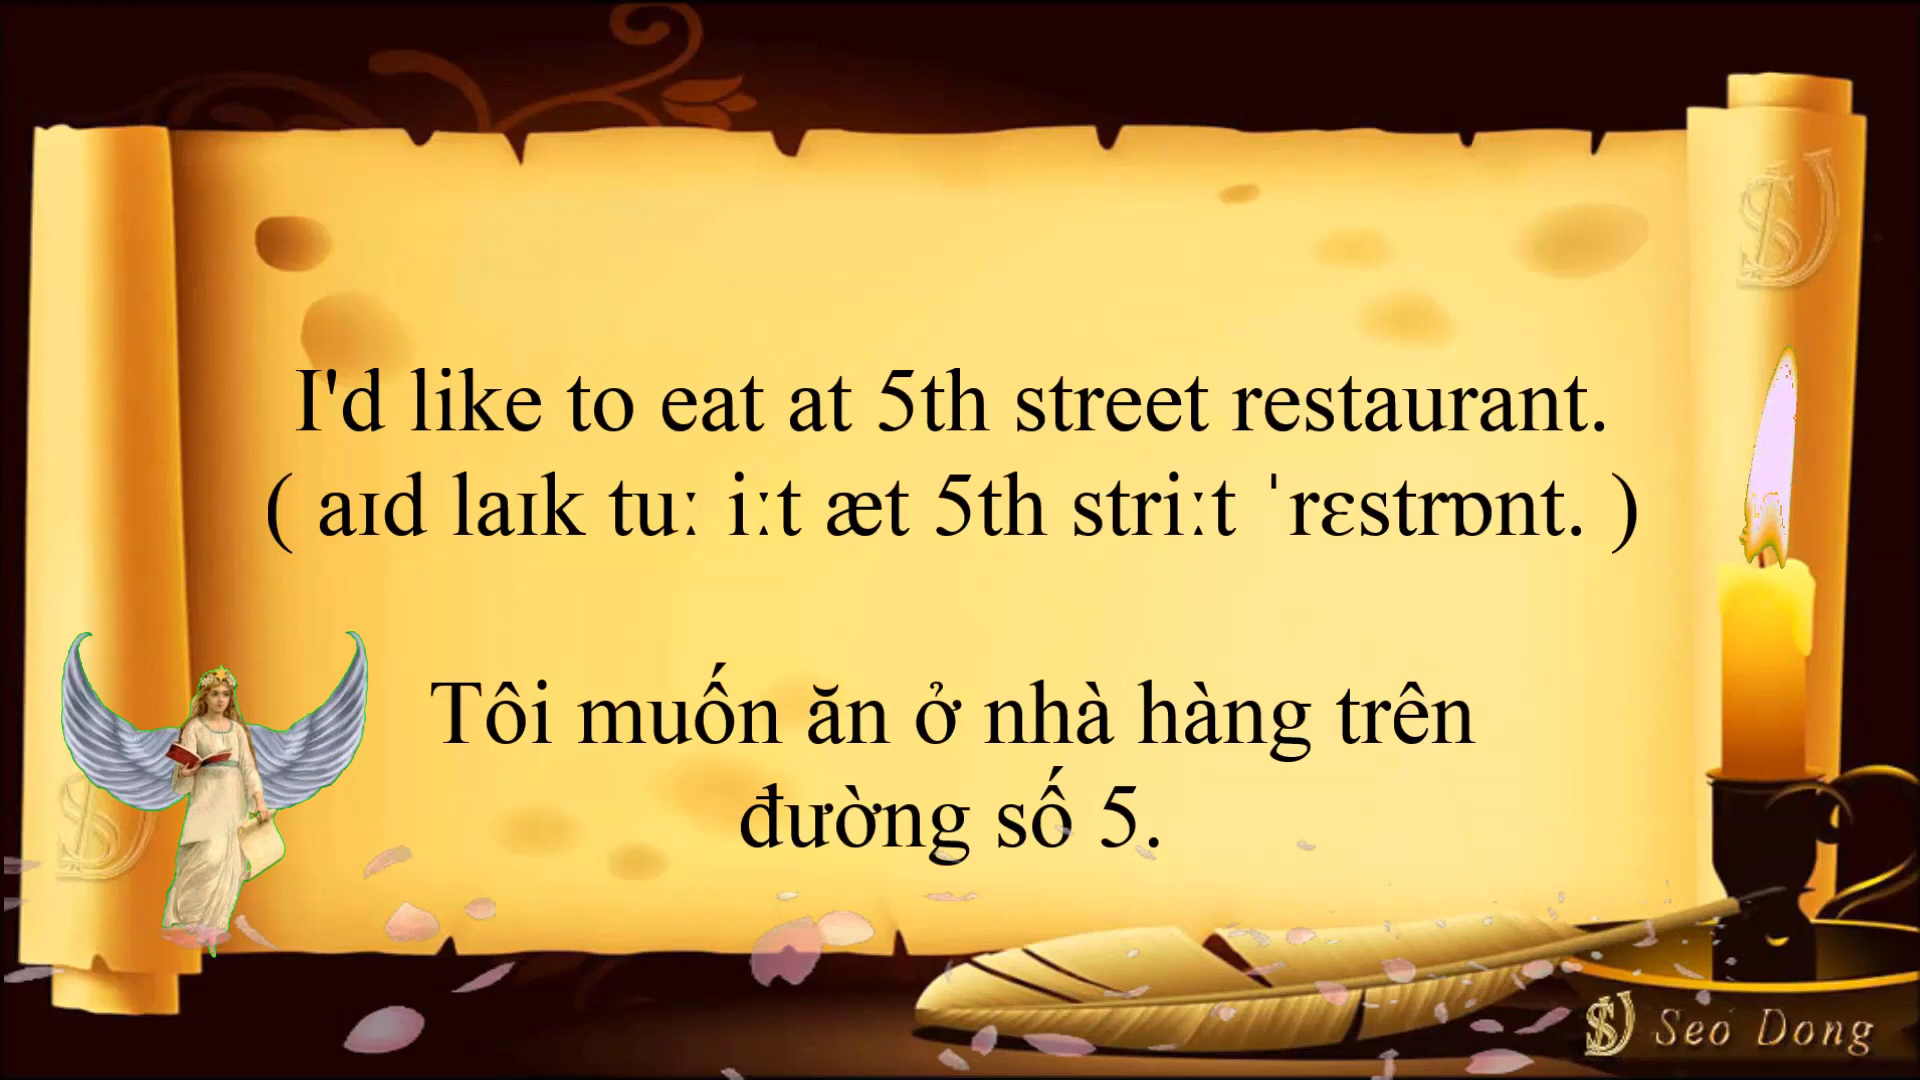 I'd like to eat at 5th street restaurant.
( aɪd laɪk tuː iːt æt 5th striːt ˈrɛstrɒnt. )
Tôi muốn ăn ở nhà hàng trên
đường số 5.
Seo Dong